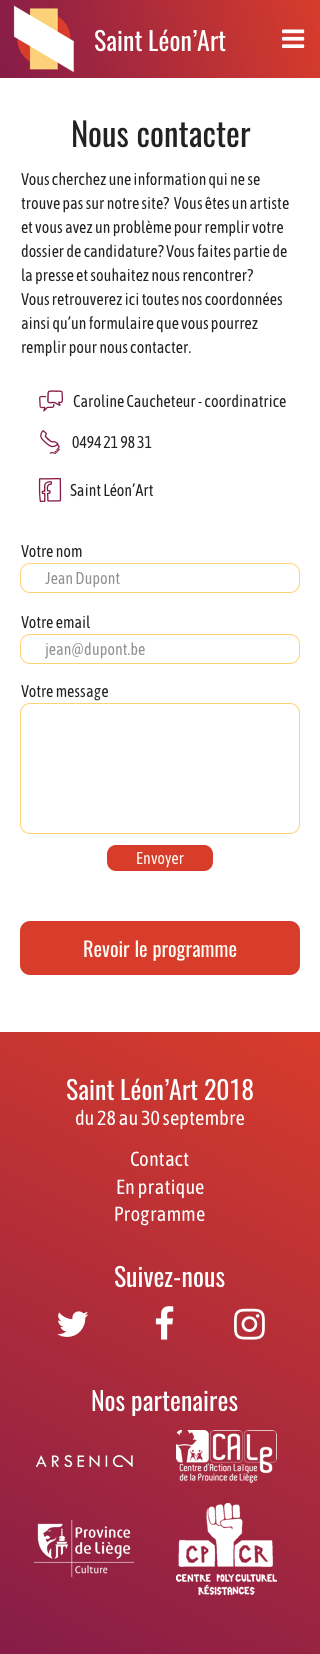 Saint Léon’Art
Nous contacter
Vous cherchez une information qui ne se
trouve pas sur notre site? Vous êtes un artiste
et vous avez un problème pour remplir votre
dossier de candidature? Vous faites partie de
la presse et souhaitez nous rencontrer?
Vous retrouverez ici toutes nos coordonnées
ainsi qu’un formulaire que vous pourrez
remplir pour nous contacter.
Caroline Caucheteur - coordinatrice
0494 21 98 31
Saint Léon’Art
Votre nom
Jean Dupont
Votre email
jean@dupont.be
Votre message
Envoyer
Revoir le programme
Saint Léon’Art 2018
du 28 au 30 septembre
Contact
En pratique
Programme
Suivez-nous
Nos partenaires
ARSENIC
CALg
Centre d'Action Laïque
de la Province de Liège
Province
de liège
Culture
CPCR
CENTRE POLYCULTUREL
RÉSISTANCES